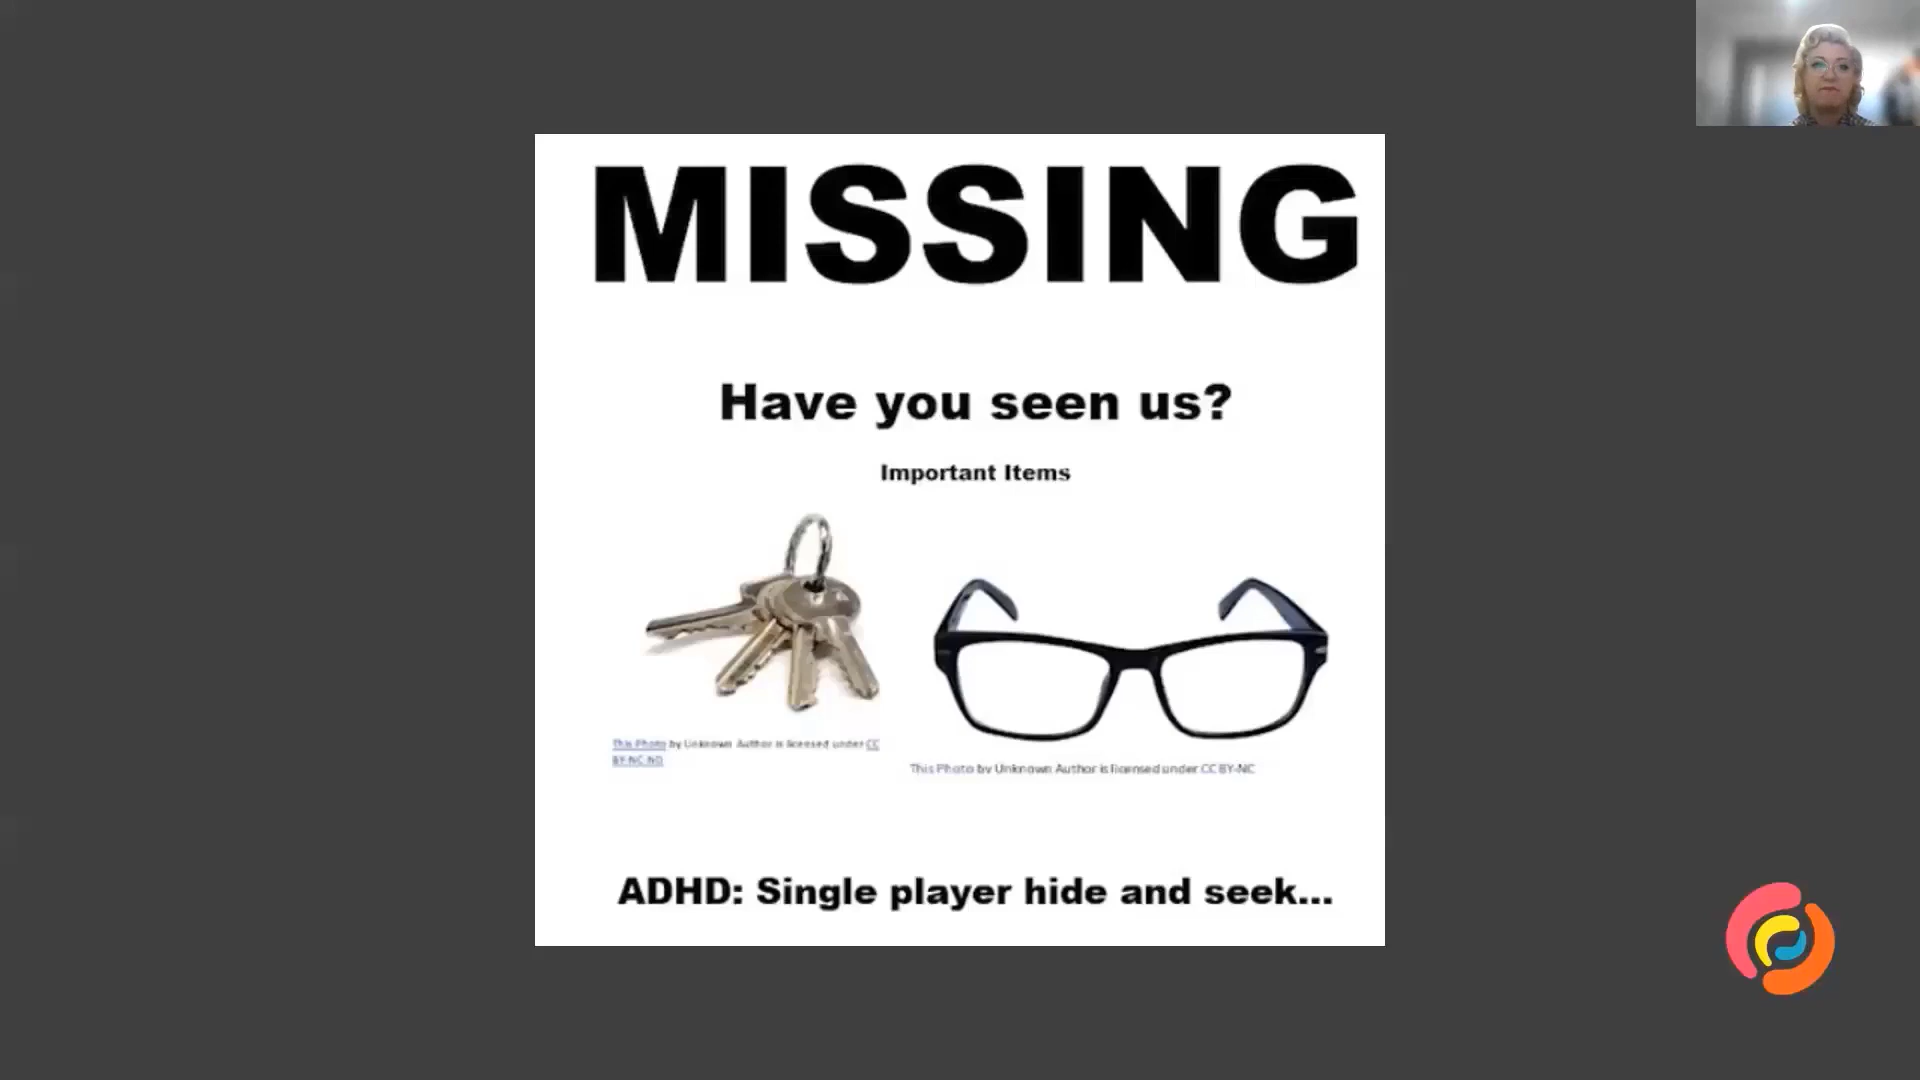 MISSING
Have you seen us?
Important Items
This Photo by Unknown Author is licensed under CC
BY-NC-ND
This Photo by Unknown Author is licensed under CC BY-NC
ADHD: Single player hide and seek...